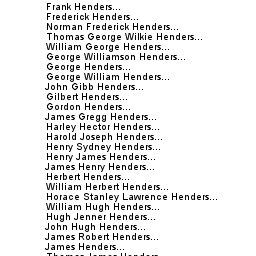 Frank Henders...
Frederick Henders...
Norman Frederick Henders...
Thomas George Wilkie Henders...
William George Henders...
George Williamson Henders...
George Henders...
George William Henders...
John Gibb Henders...
Gilbert Henders...
Gordon Henders...
James Gregg Henders...
Harley Hector Henders...
Harold Joseph Henders...
Henry Sydney Henders...
Henry James Henders...
James Henry Henders...
Herbert Henders...
William Herbert Henders...
Horace Stanley Lawrence Henders...
William Hugh Henders...
Hugh Jenner Henders...
John Hugh Henders...
James Robert Henders...
James Henders...
Thomas James Henders...